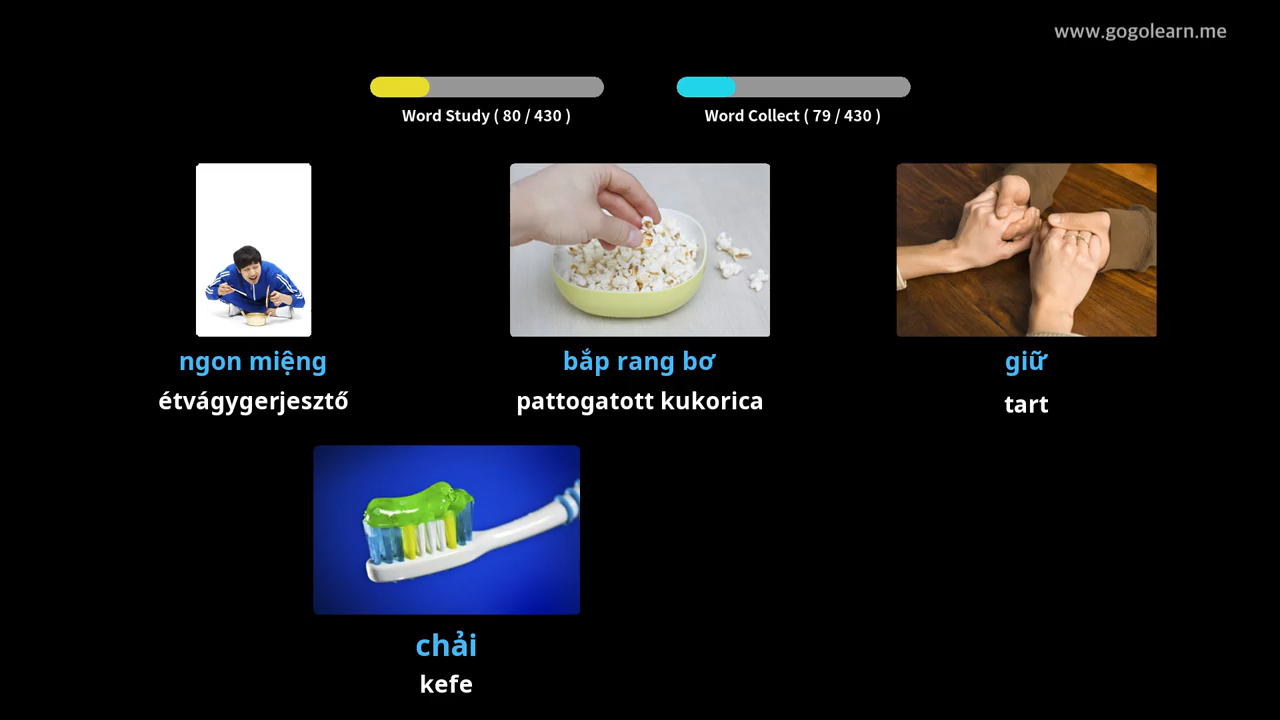 www.gogolearn.me
Word Study ( 80 / 430 )
Word Collect ( 79 / 430 )
ngon miệng
étvágygerjesztő
bắp rang bơ
pattogatott kukorica
giữ
tart
chải
kefe